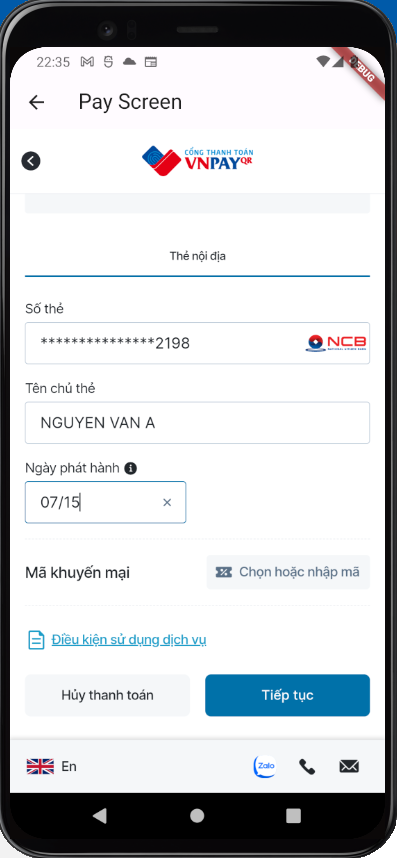 22:35
DEBUG
Pay Screen
CỔNG THANH TOÁN
VNPAYQR
Thẻ nội địa
Số thẻ
***************2198
NCB
Tên chủ thẻ
NGUYEN VAN A
Ngày phát hành
07/15
Mã khuyến mại
Chọn hoặc nhập mã
Điều kiện sử dụng dịch vụ
Hủy thanh toán
Tiếp tục
En
Zalo